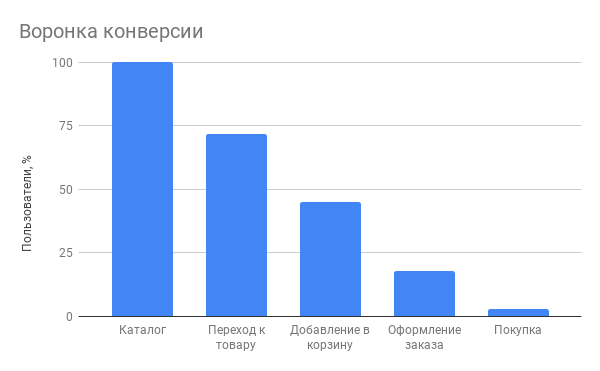 Воронка конверсии
Пользователи, %
100
75
50
25
0
Каталог
Переход к
товару
Добавление в
корзину
Оформление
заказа
Покупка